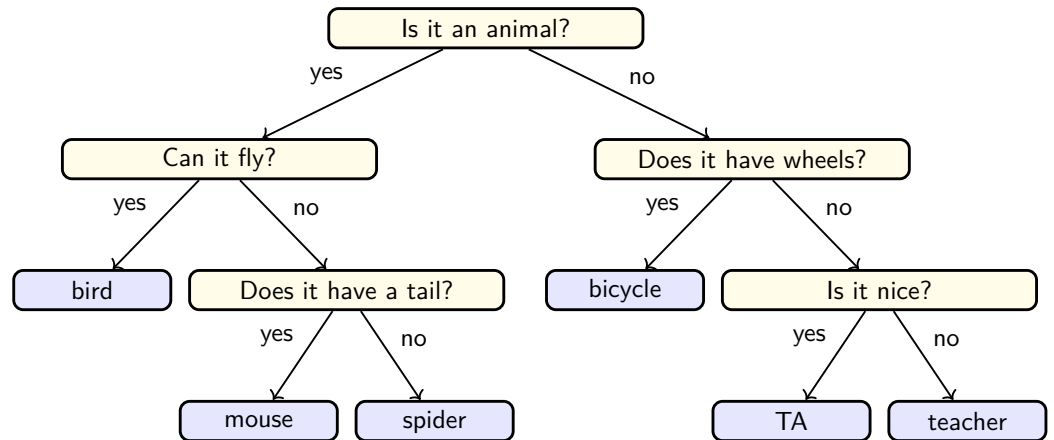 Is it an animal?
yes
no
Can it fly?
Does it have wheels?
yes
no
yes
no
bird
Does it have a tail?
bicycle
Is it nice?
yes
no
yes
no
mouse
spider
TA
teacher